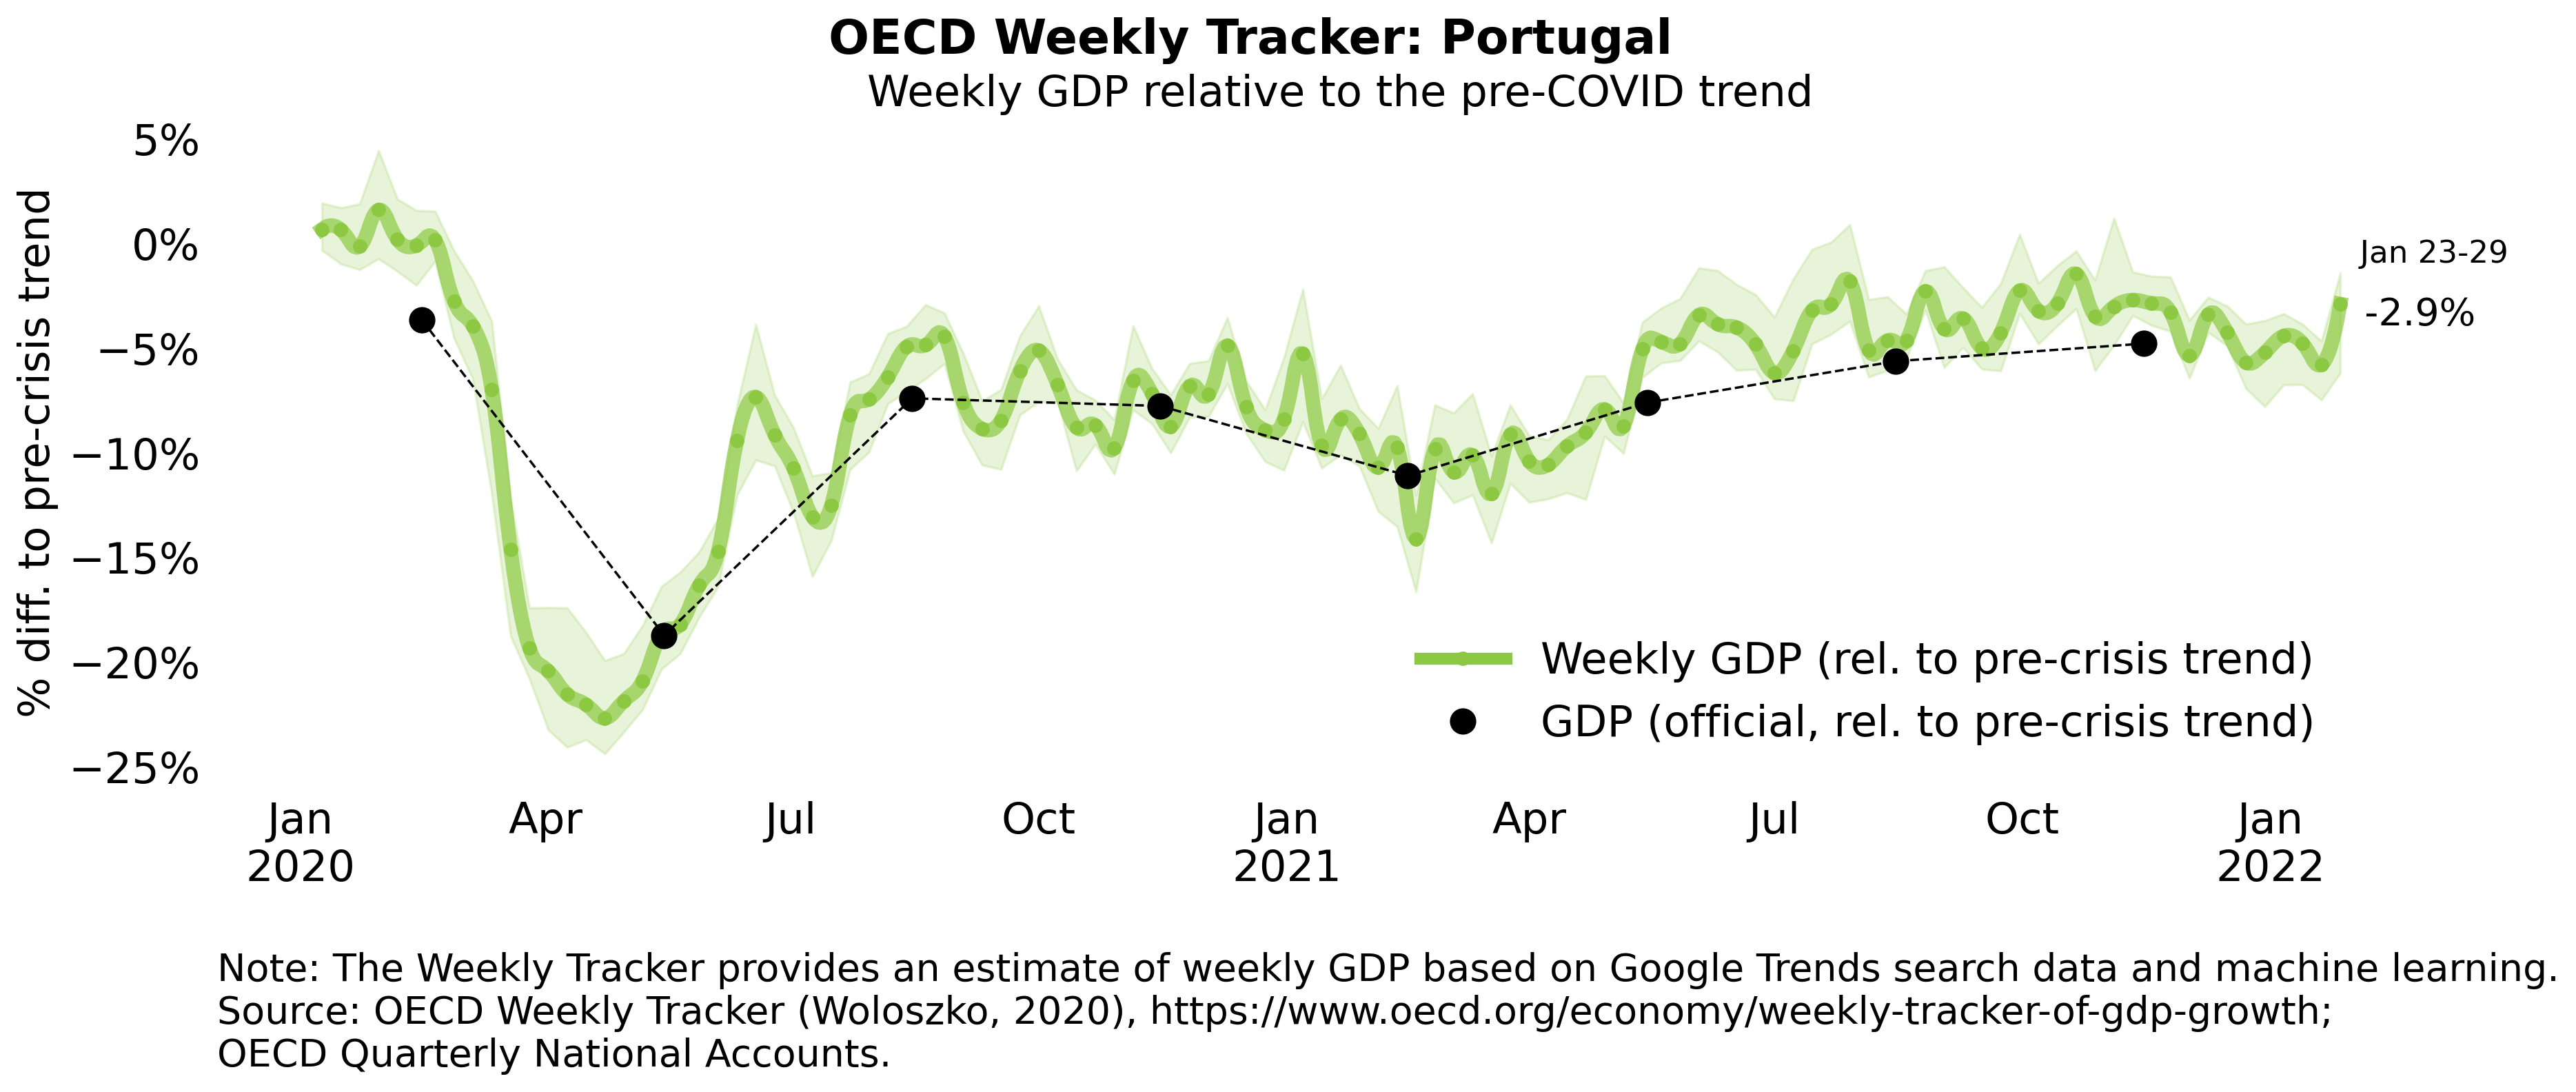 OECD Weekly Tracker: Portugal
Weekly GDP relative to the pre-COVID trend
% diff. to pre-crisis trend
5%
0%
−5%
−10%
−15%
−20%
−25%
Jan 23-29
-2.9%
Weekly GDP (rel. to pre-crisis trend)
GDP (official, rel. to pre-crisis trend)
Jan Apr Jul Oct Jan Apr Jul Oct Jan
2020 2021 2022
Note: The Weekly Tracker provides an estimate of weekly GDP based on Google Trends search data and machine learning.
Source: OECD Weekly Tracker (Woloszko, 2020), https://www.oecd.org/economy/weekly-tracker-of-gdp-growth;
OECD Quarterly National Accounts.